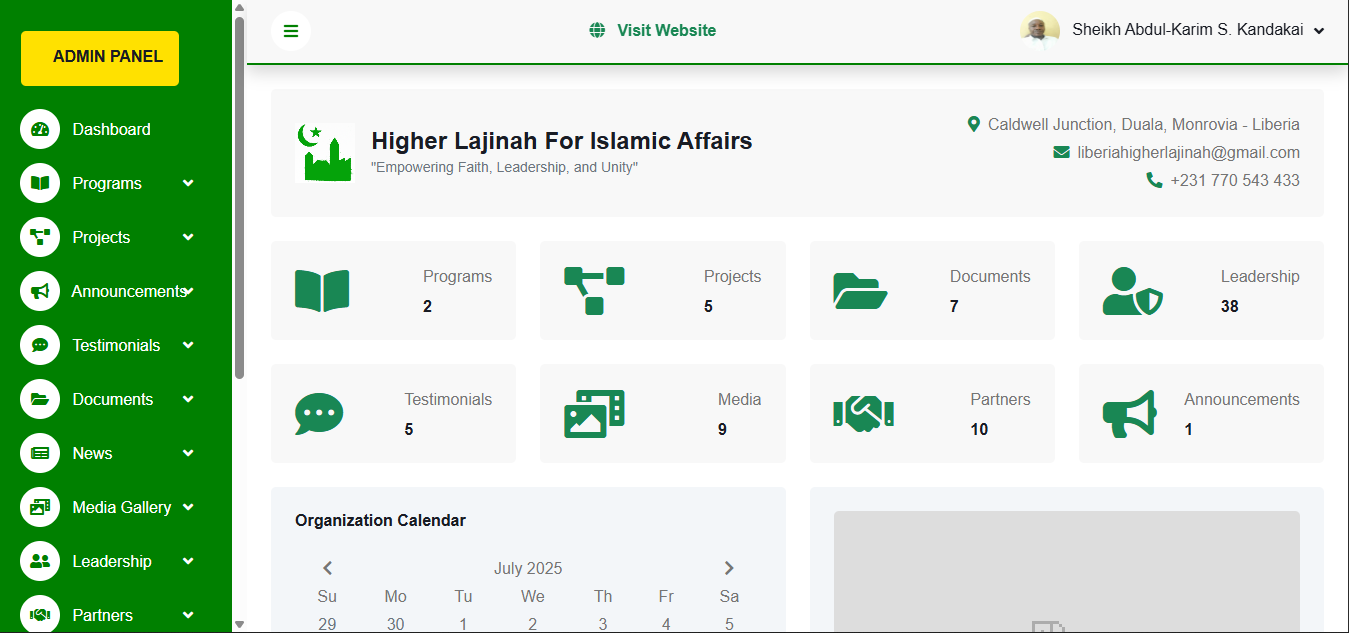 ADMIN PANEL
Dashboard
Programs
Projects
Announcements
Testimonials
Documents
News
Media Gallery
Leadership
Partners
Visit Website
Sheikh Abdul-Karim S. Kandakai
Higher Lajinah For Islamic Affairs
"Empowering Faith, Leadership, and Unity"
Caldwell Junction, Duala, Monrovia - Liberia
liberiahigherlajinah@gmail.com
+231 770 543 433
Programs
2
Projects
5
Documents
7
Leadership
38
Testimonials
5
Media
9
Partners
10
Announcements
1
Organization Calendar
July 2025
Su Mo Tu We Th Fr Sa
29 30 1 2 3 4 5